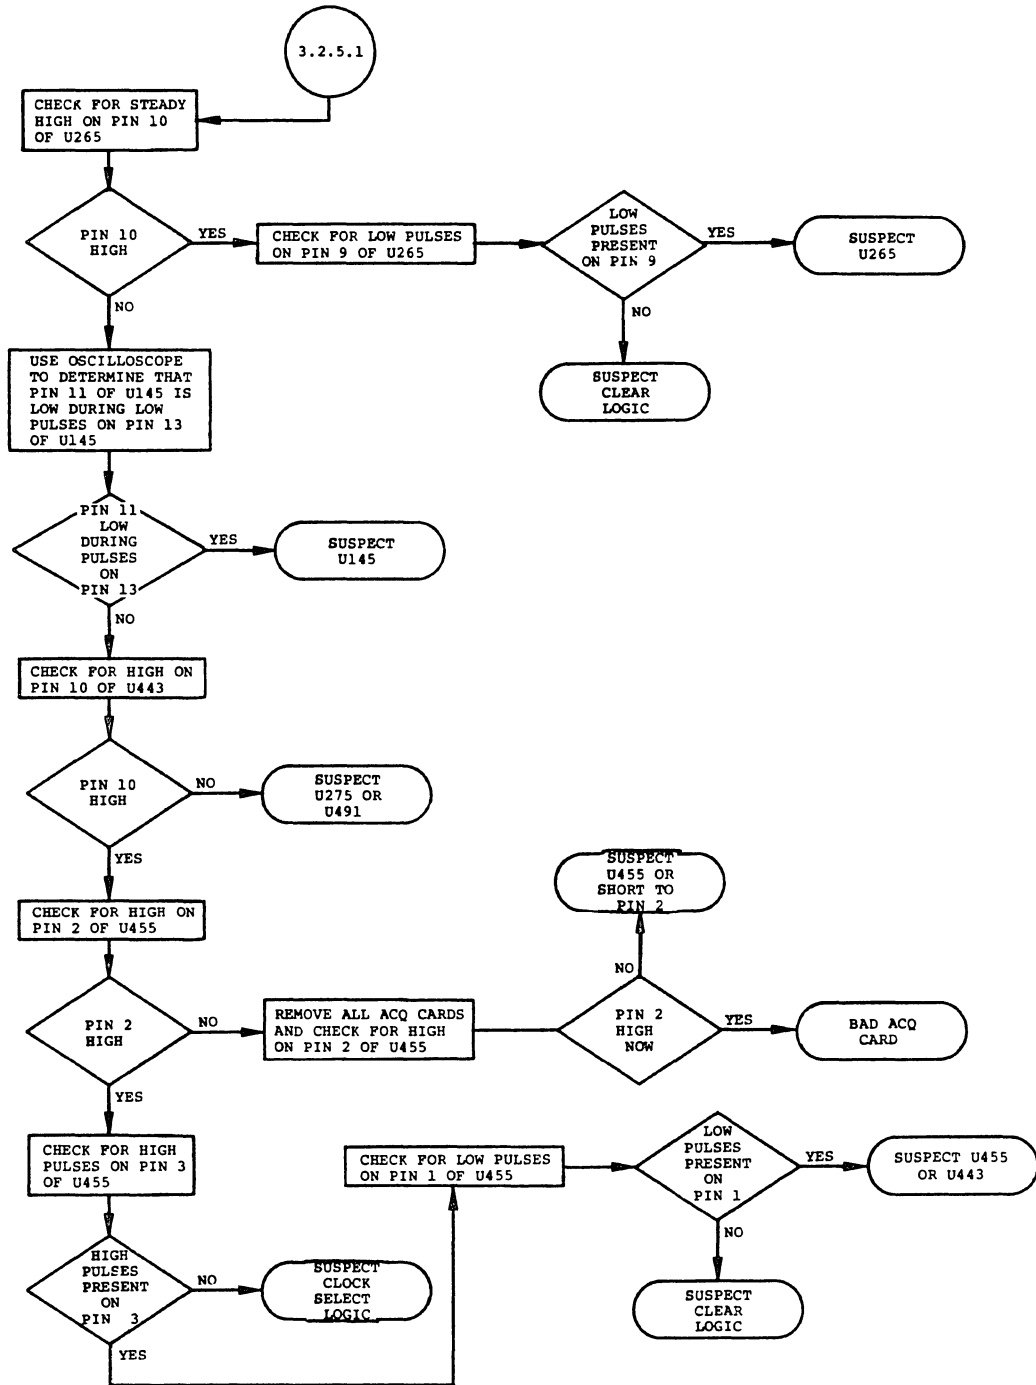 3.2.5.1
CHECK FOR STEADY
HIGH ON PIN 10
OF U265
PIN 10
HIGH
YES
CHECK FOR LOW PULSES
ON PIN 9 OF U265
LOW
PULSES
PRESENT
ON PIN 9
YES
SUSPECT
U265
NO
SUSPECT
CLEAR
LOGIC
NO
USE OSCILLOSCOPE
TO DETERMINE THAT
PIN 11 OF U145 IS
LOW DURING LOW
PULSES ON PIN 13
OF U145
PIN 11
LOW
DURING
PULSES
ON
PIN 13
YES
SUSPECT
U145
NO
CHECK FOR HIGH ON
PIN 10 OF U443
PIN 10
HIGH
NO
SUSPECT
U275 OR
U491
YES
CHECK FOR HIGH ON
PIN 2 OF U455
PIN 2
HIGH
NO
REMOVE ALL ACQ CARDS
AND CHECK FOR HIGH
ON PIN 2 OF U455
PIN 2
HIGH
NOW
NO
SUSPECT
U455 OR
SHORT TO
PIN 2
YES
BAD ACQ
CARD
YES
CHECK FOR HIGH
PULSES ON PIN 3
OF U455
HIGH
PULSES
PRESENT
ON
PIN 3
NO
SUSPECT
CLOCK
SELECT
LOGIC
YES
CHECK FOR LOW PULSES
ON PIN 1 OF U455
LOW
PULSES
PRESENT
ON
PIN 1
YES
SUSPECT U455
OR U443
NO
SUSPECT
CLEAR
LOGIC